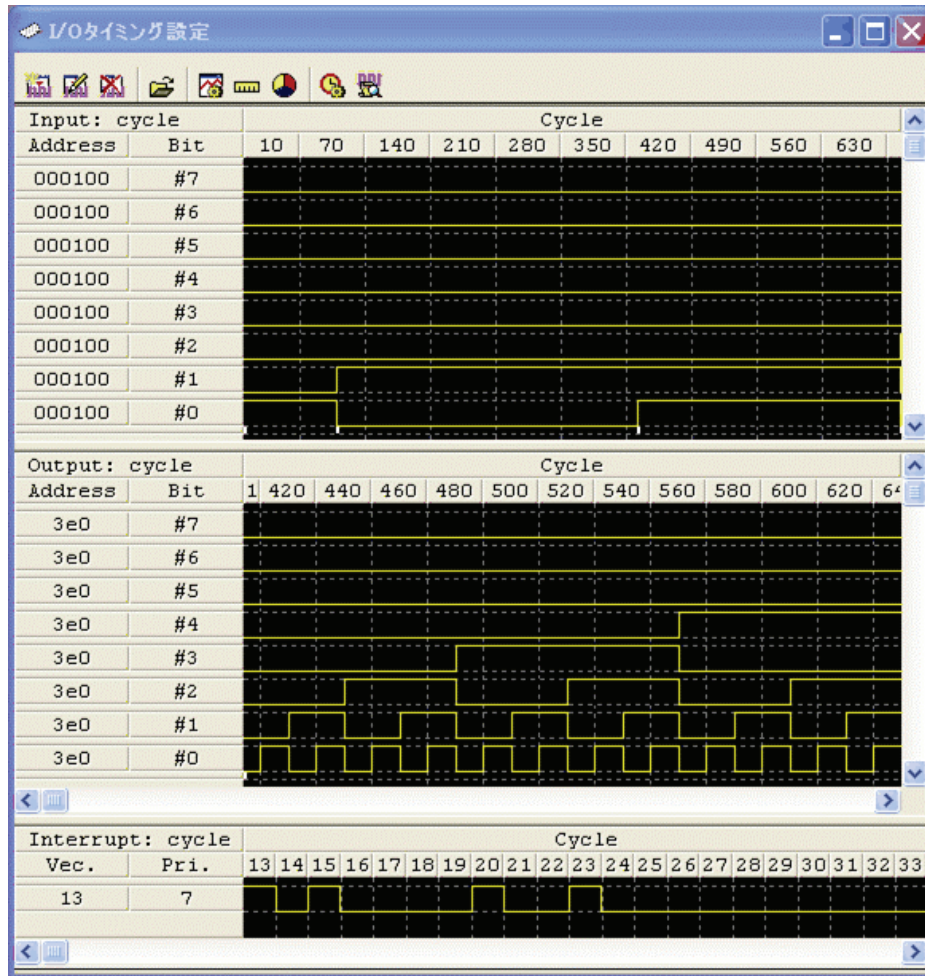 I/Oタイミング設定
Input: cycle Cycle
Address Bit 10 70 140 210 280 350 420 490 560 630
000100 #7
000100 #6
000100 #5
000100 #4
000100 #3
000100 #2
000100 #1
000100 #0
Output: cycle Cycle
Address Bit 1 420 440 460 480 500 520 540 560 580 600 620
3e0 #7
3e0 #6
3e0 #5
3e0 #4
3e0 #3
3e0 #2
3e0 #1
3e0 #0
Interrupt: cycle Cycle
Vec. Pri. 13 14 15 16 17 18 19 20 21 22 23 24 25 26 27 28 29 30 31 32 33
13 7